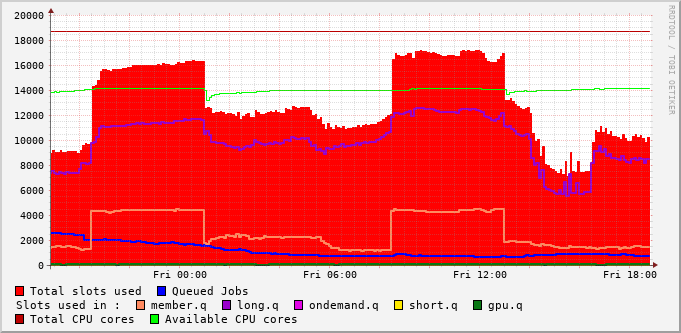 RRDTOOL / TOBI OETIKER
20000
18000
16000
14000
12000
10000
8000
6000
4000
2000
0
Fri 00:00 Fri 06:00 Fri 12:00 Fri 18:00
Total slots used Queued Jobs
Slots used in : member.q long.q ondemand.q short.q gpu.q
Total CPU cores Available CPU cores